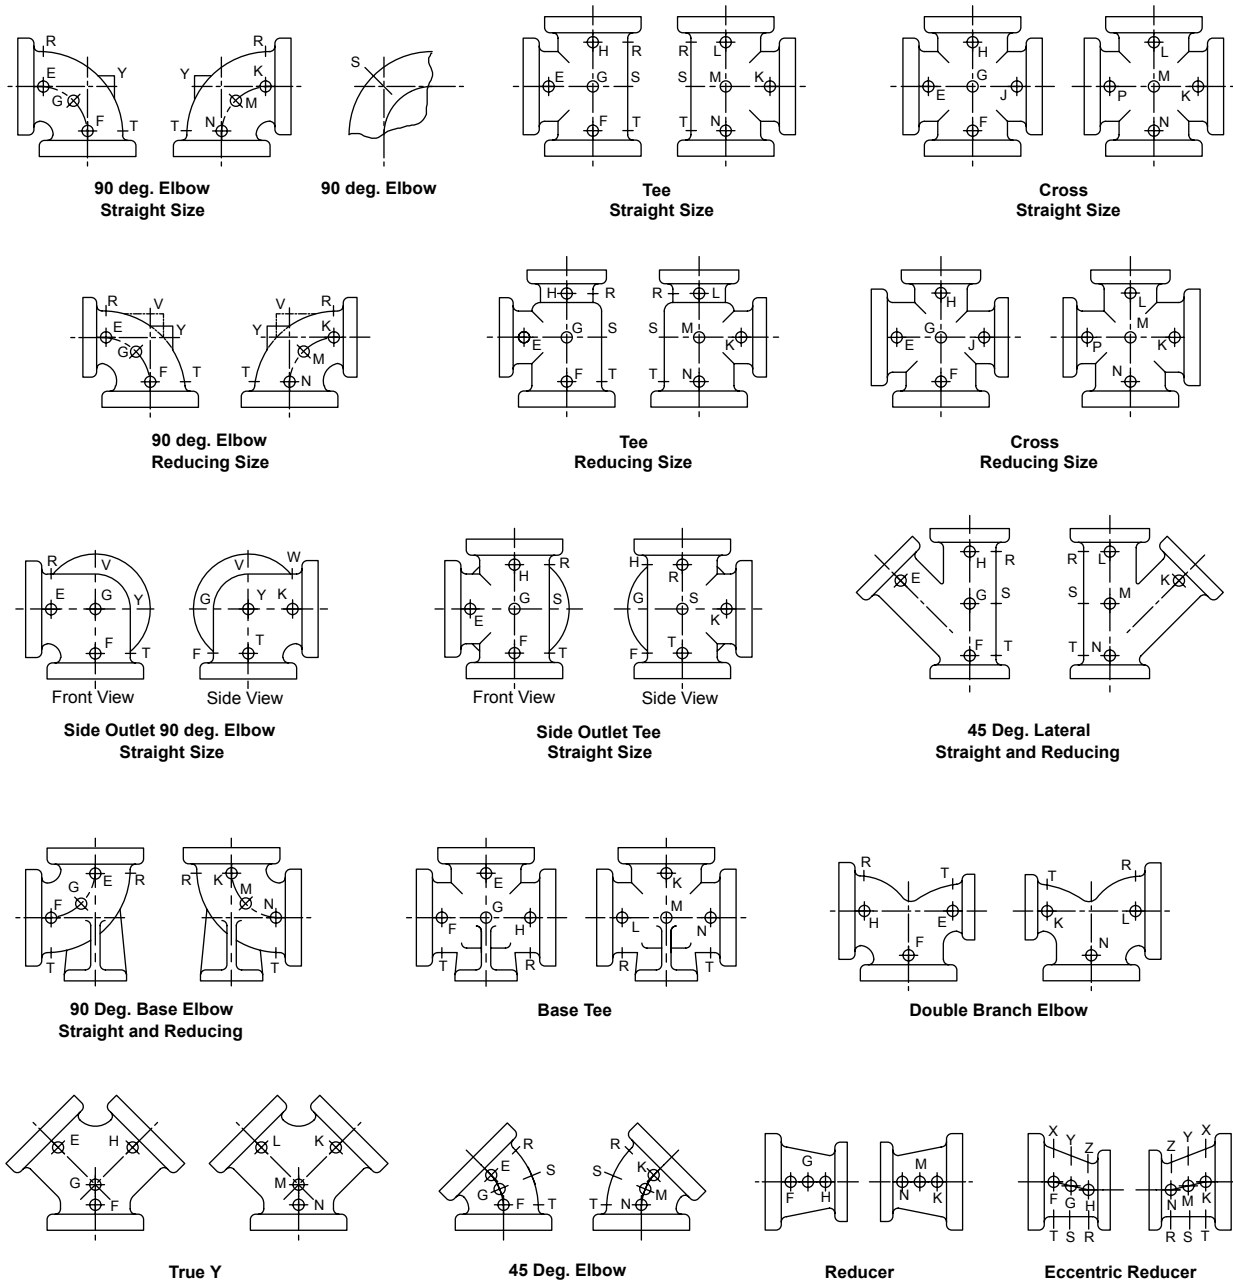 R R S H R R L H L
E Y Y K E G S S M K E G J P M K
G M
F T T N F T T N F N
90 deg. Elbow
Straight Size
90 deg. Elbow
Tee
Straight Size
Cross
Straight Size
R V V R H R R L H L
E Y Y K E G S S M K E G J P M K
G M
F T T N F T T N F N
90 deg. Elbow
Reducing Size
Tee
Reducing Size
Cross
Reducing Size
R V W H R H R H R R L
E G Y G Y K E G S G S K E G S S M K
F T F T F T F T F T T N
Front View
Side View
Front View
Side View
Side Outlet 90 deg. Elbow
Straight Size
Side Outlet Tee
Straight Size
45 Deg. Lateral
Straight and Reducing
G E R R K M E K R T T R
F N F G H L M N H E K L
T T T R R T F N
90 Deg. Base Elbow
Straight and Reducing
Base Tee
Double Branch Elbow
E H L K R R G M X Y Z Z Y X
G M E S S K
F N G F T T N M F H N K F G H N M K
T S R R S T
True Y
45 Deg. Elbow
Reducer
Eccentric Reducer